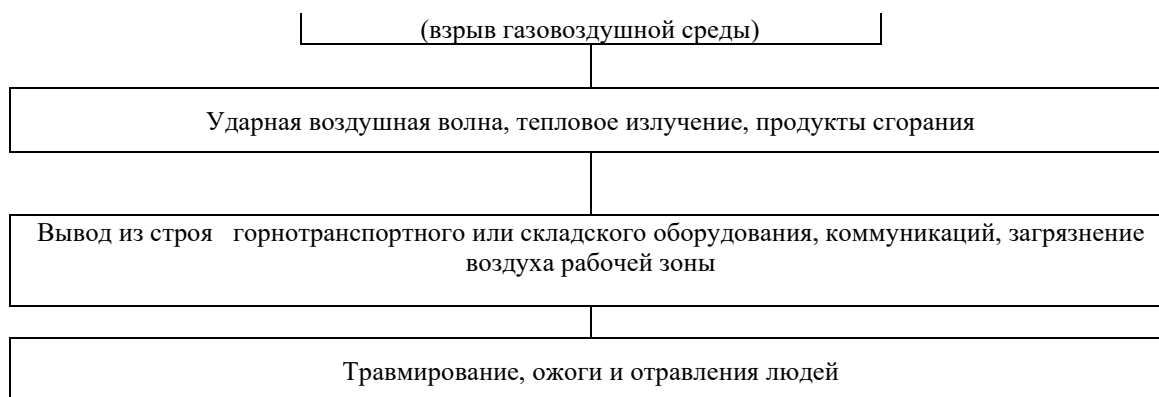 (взрыв газовоздушной среды)
Ударная воздушная волна, тепловое излучение, продукты сгорания
Вывод из строя горнотранспортного или складского оборудования, коммуникаций, загрязнение
воздуха рабочей зоны
Травмирование, ожоги и отравления людей